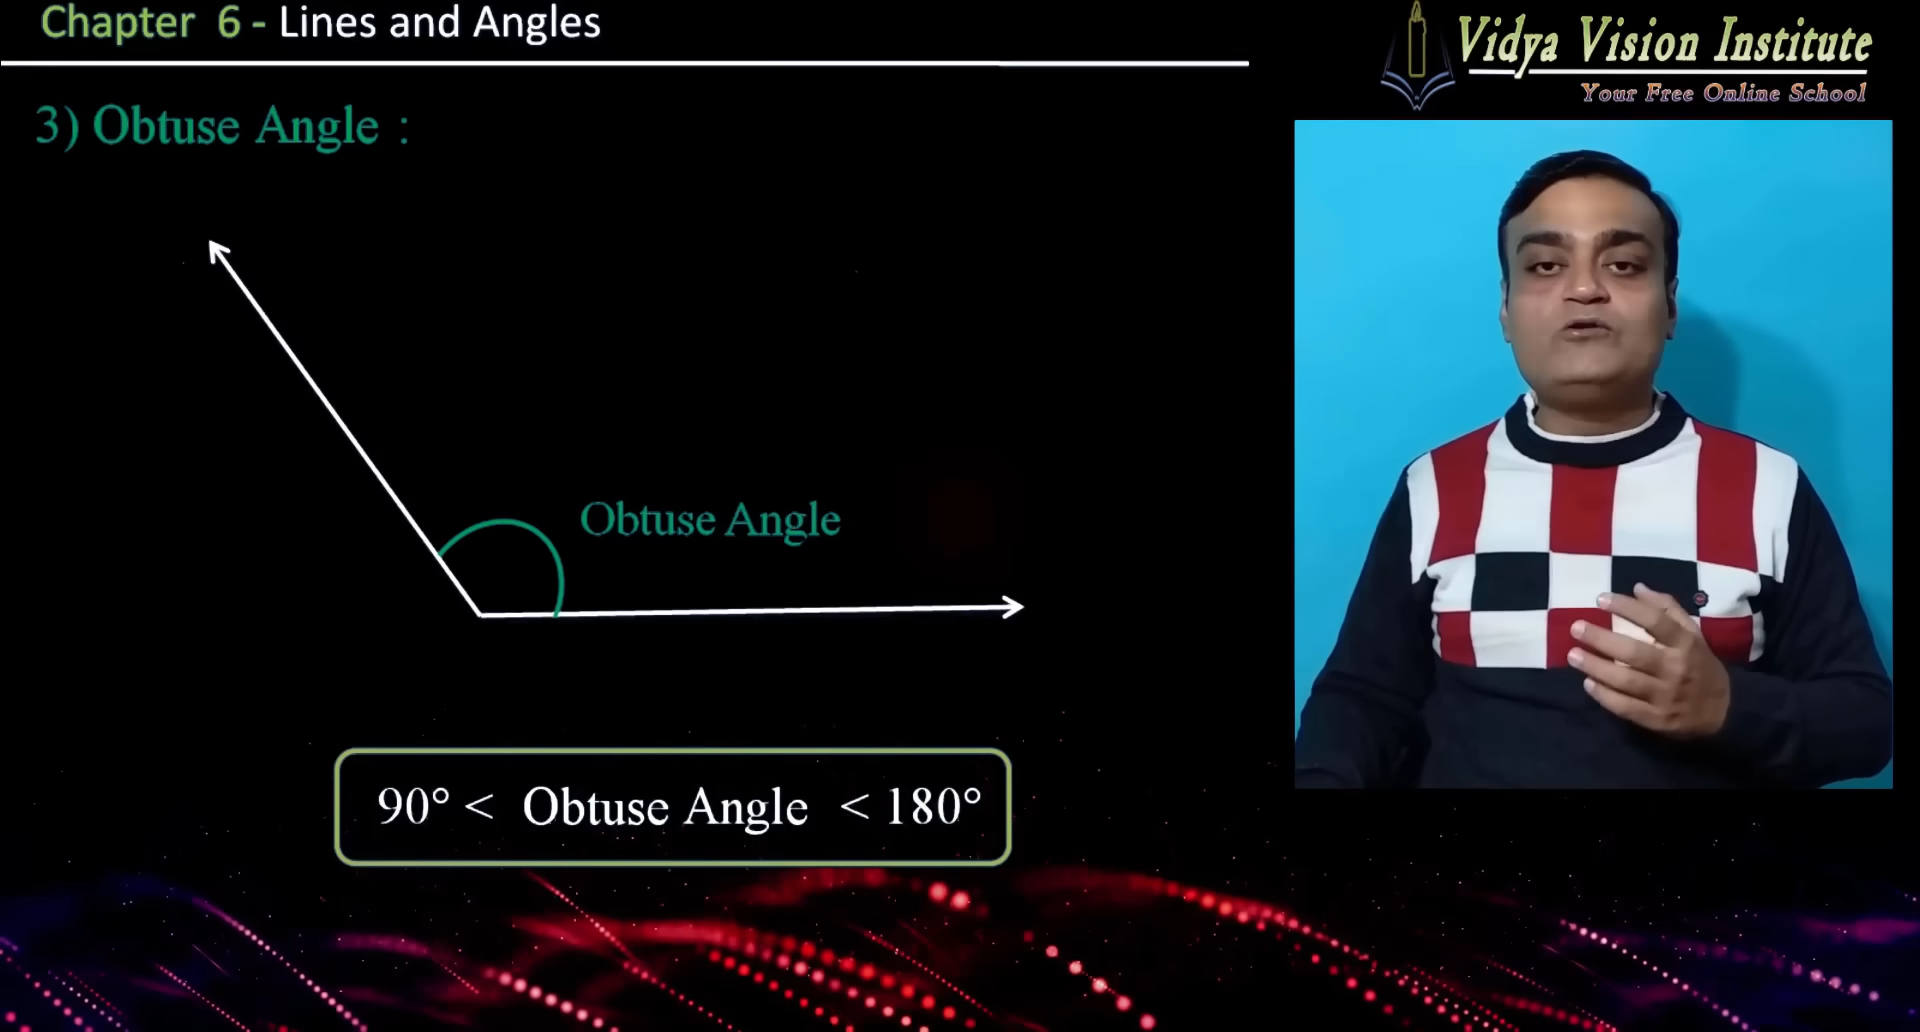 Chapter 6 - Lines and Angles
Vidya Vision Institute
Your Free Online School
3) Obtuse Angle :
Obtuse Angle
90° < Obtuse Angle < 180°